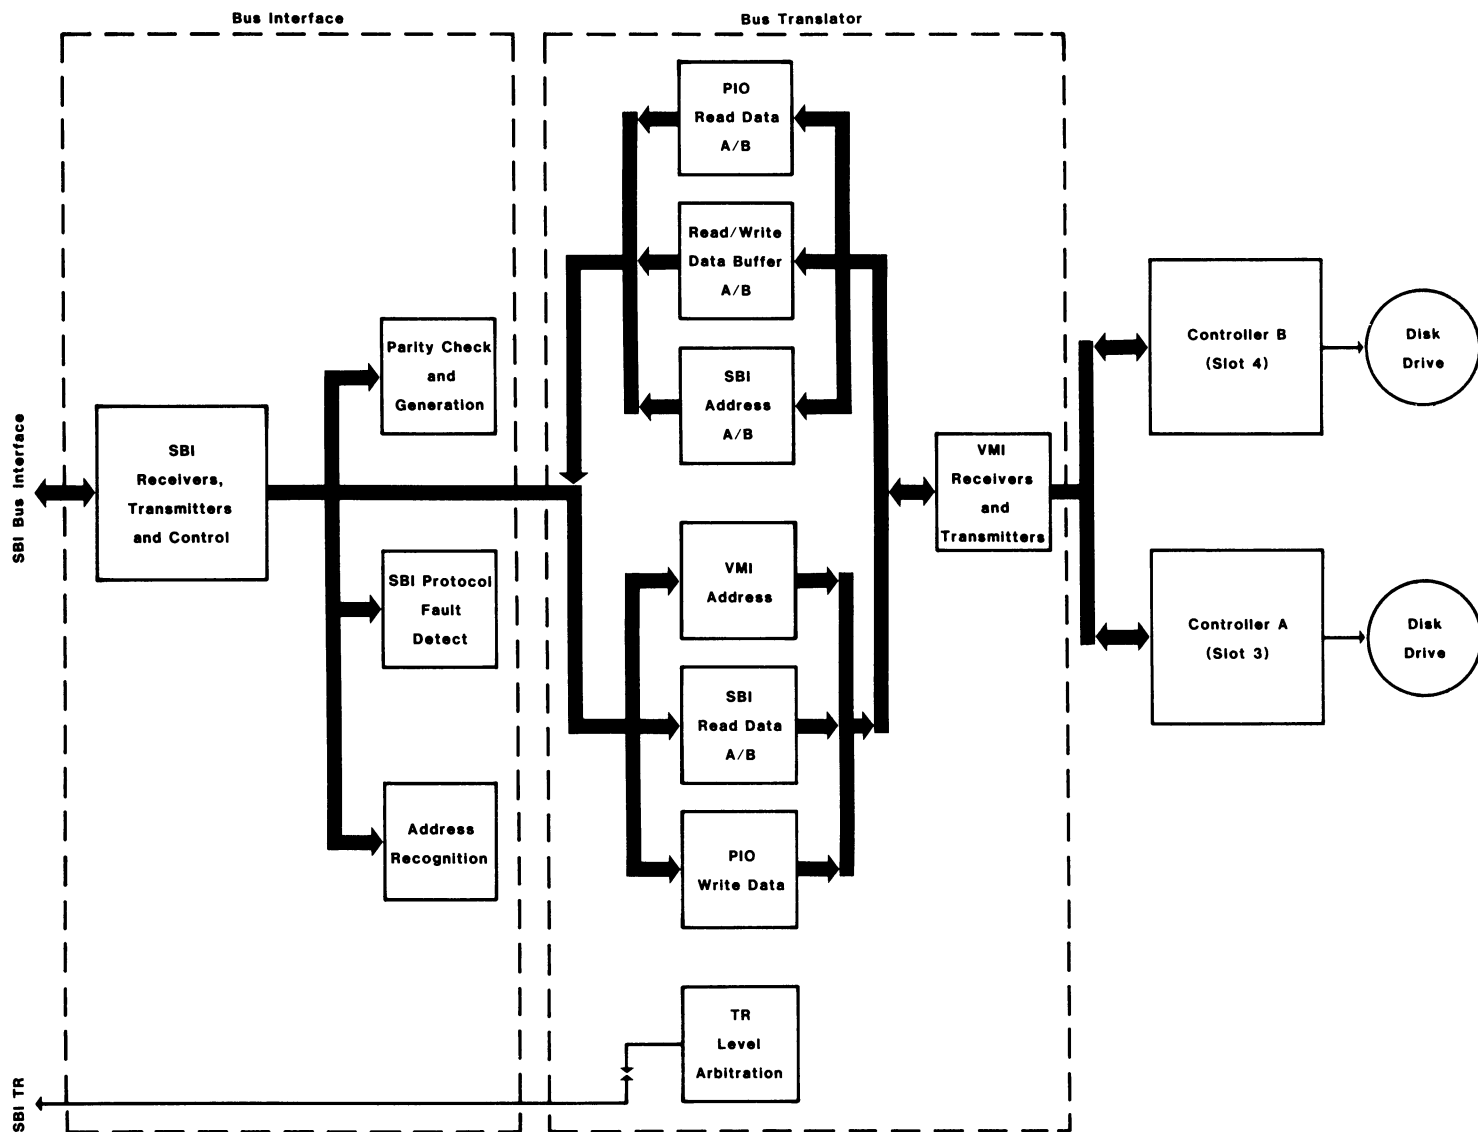 Bus Interface
Bus Translator
PIO
Read Data
A/B
Read/Write
Data Buffer
A/B
SBI
Address
A/B
Parity Check
and
Generation
SBI
Receivers,
Transmitters
and Control
SBI Bus Interface
SBI Protocol
Fault
Detect
Address
Recognition
VMI
Address
SBI
Read Data
A/B
PIO
Write Data
VMI
Receivers
and
Transmitters
Controller B
(Slot 4)
Disk
Drive
Controller A
(Slot 3)
Disk
Drive
TR
Level
Arbitration
SBI TR